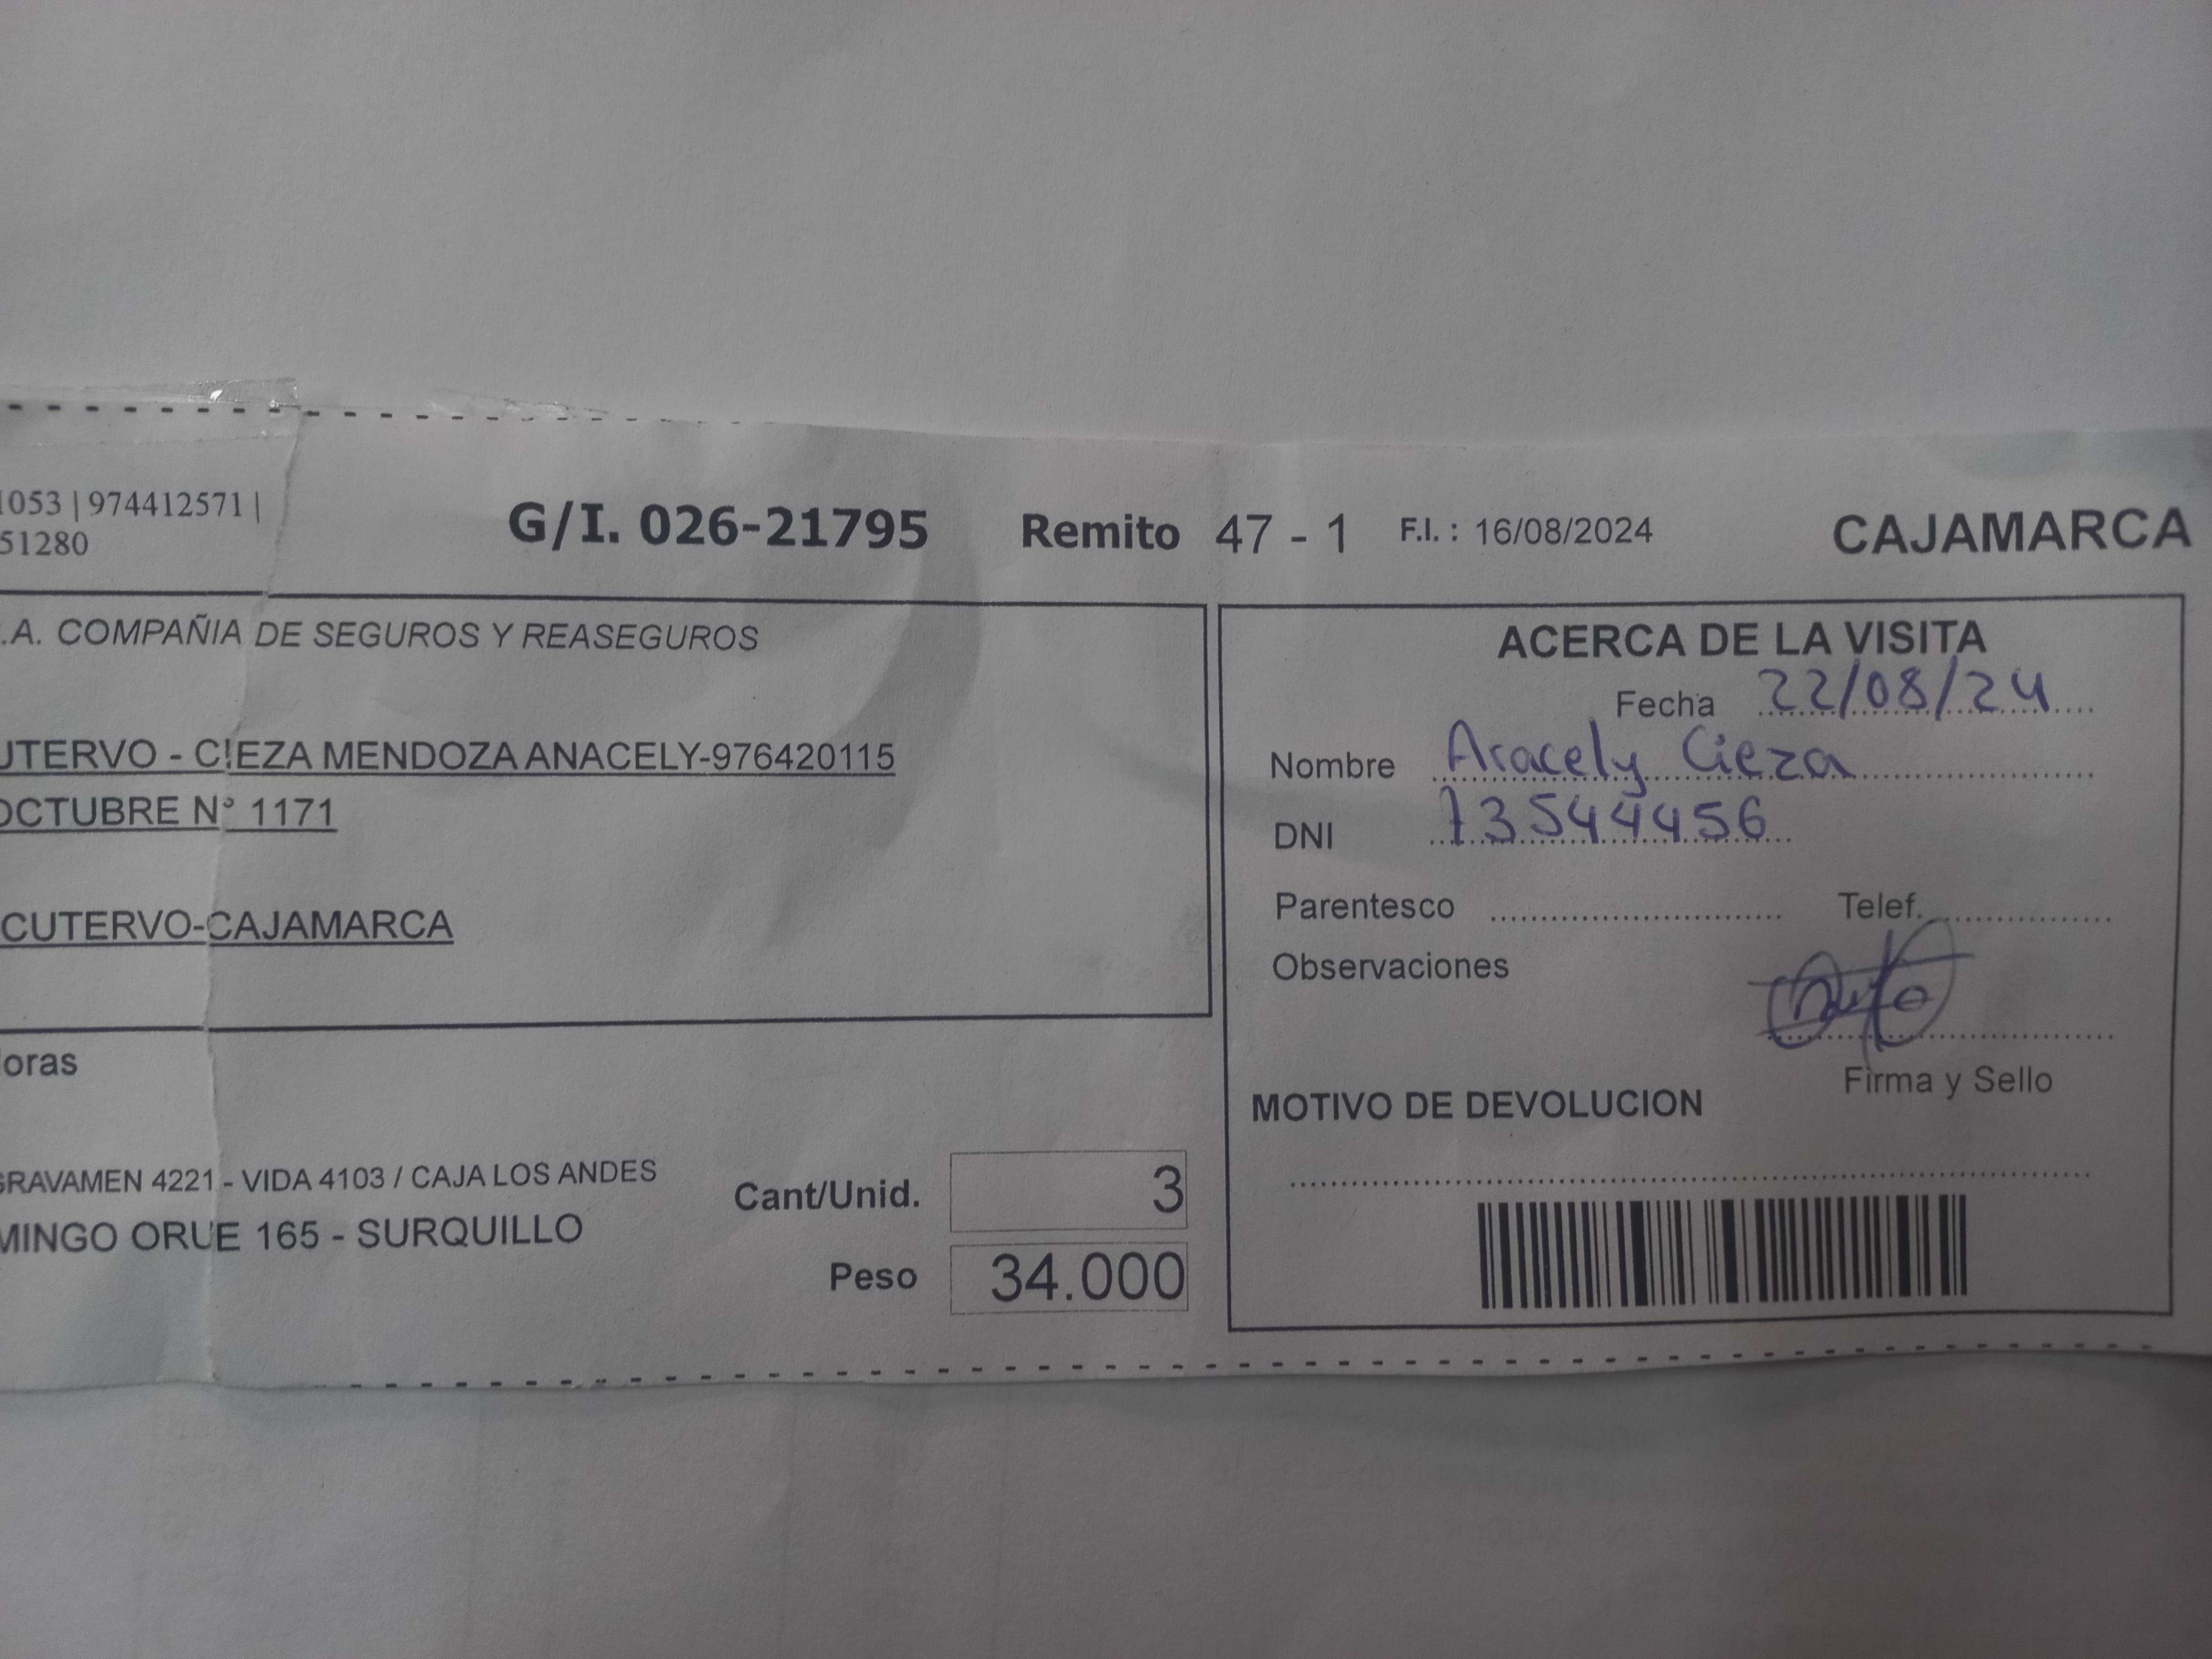 1053 | 974412571 |
51280
G/I. 026-21795 Remito 47 - 1 F.I. : 16/08/2024 CAJAMARCA
.A. COMPAÑIA DE SEGUROS Y REASEGUROS
UTERVO - CIEZA MENDOZA ANACELY-976420115
OCTUBRE N° 1171
CUTERVO-CAJAMARCA
oras
GRAVAMEN 4221 - VIDA 4103 / CAJA LOS ANDES
MINGO ORUE 165 - SURQUILLO
Cant/Unid. 3
Peso 34.000
ACERCA DE LA VISITA
Fecha 22/08/24
Nombre Aracely Cieza
DNI 73544456
Parentesco Telef.
Observaciones
Firma y Sello
MOTIVO DE DEVOLUCION